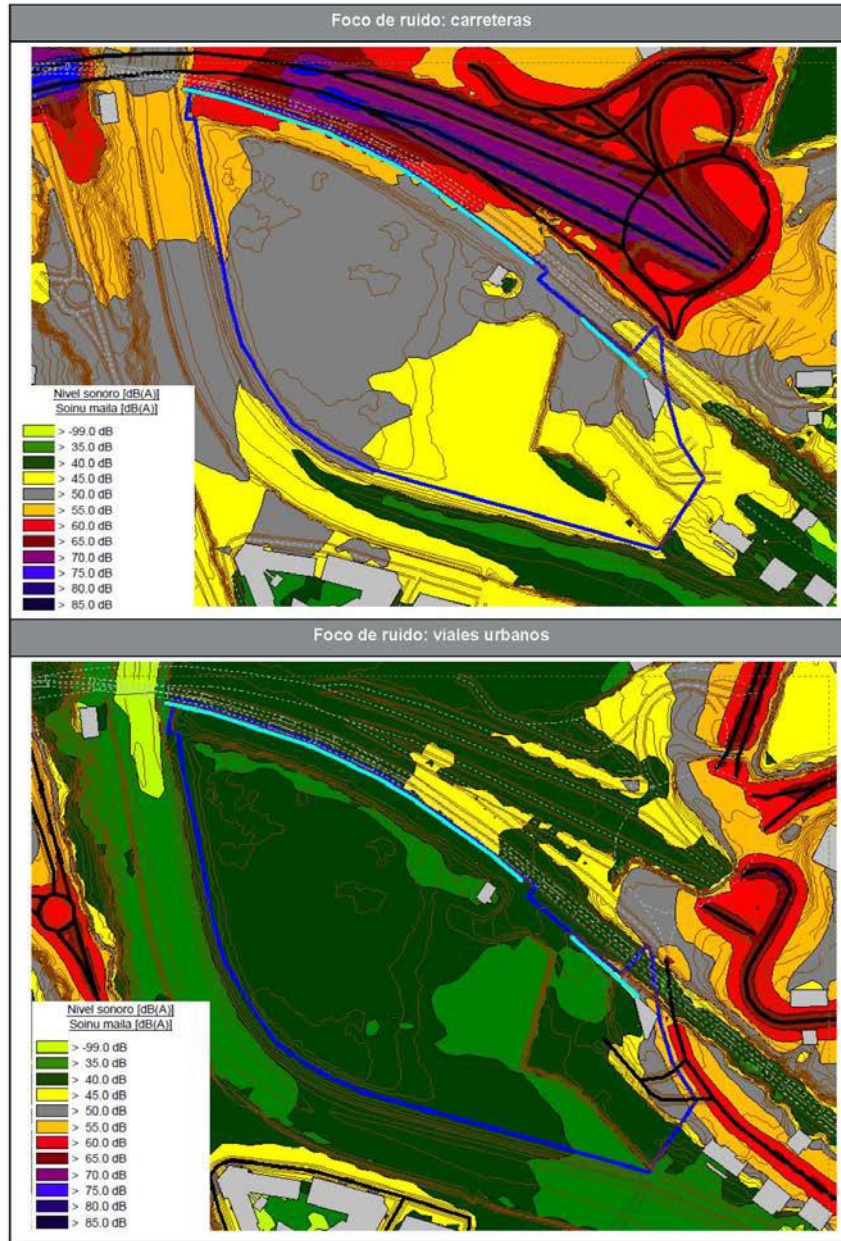 Foco de ruido: carreteras
Nivel sonoro [dB(A)]
Soinu maila [dB(A)]
> -99.0 dB
> 35.0 dB
> 40.0 dB
> 45.0 dB
> 50.0 dB
> 55.0 dB
> 60.0 dB
> 65.0 dB
> 70.0 dB
> 75.0 dB
> 80.0 dB
> 85.0 dB
Foco de ruido: viales urbanos
Nivel sonoro [dB(A)]
Soinu maila [dB(A)]
> -99.0 dB
> 35.0 dB
> 40.0 dB
> 45.0 dB
> 50.0 dB
> 55.0 dB
> 60.0 dB
> 65.0 dB
> 70.0 dB
> 75.0 dB
> 80.0 dB
> 85.0 dB